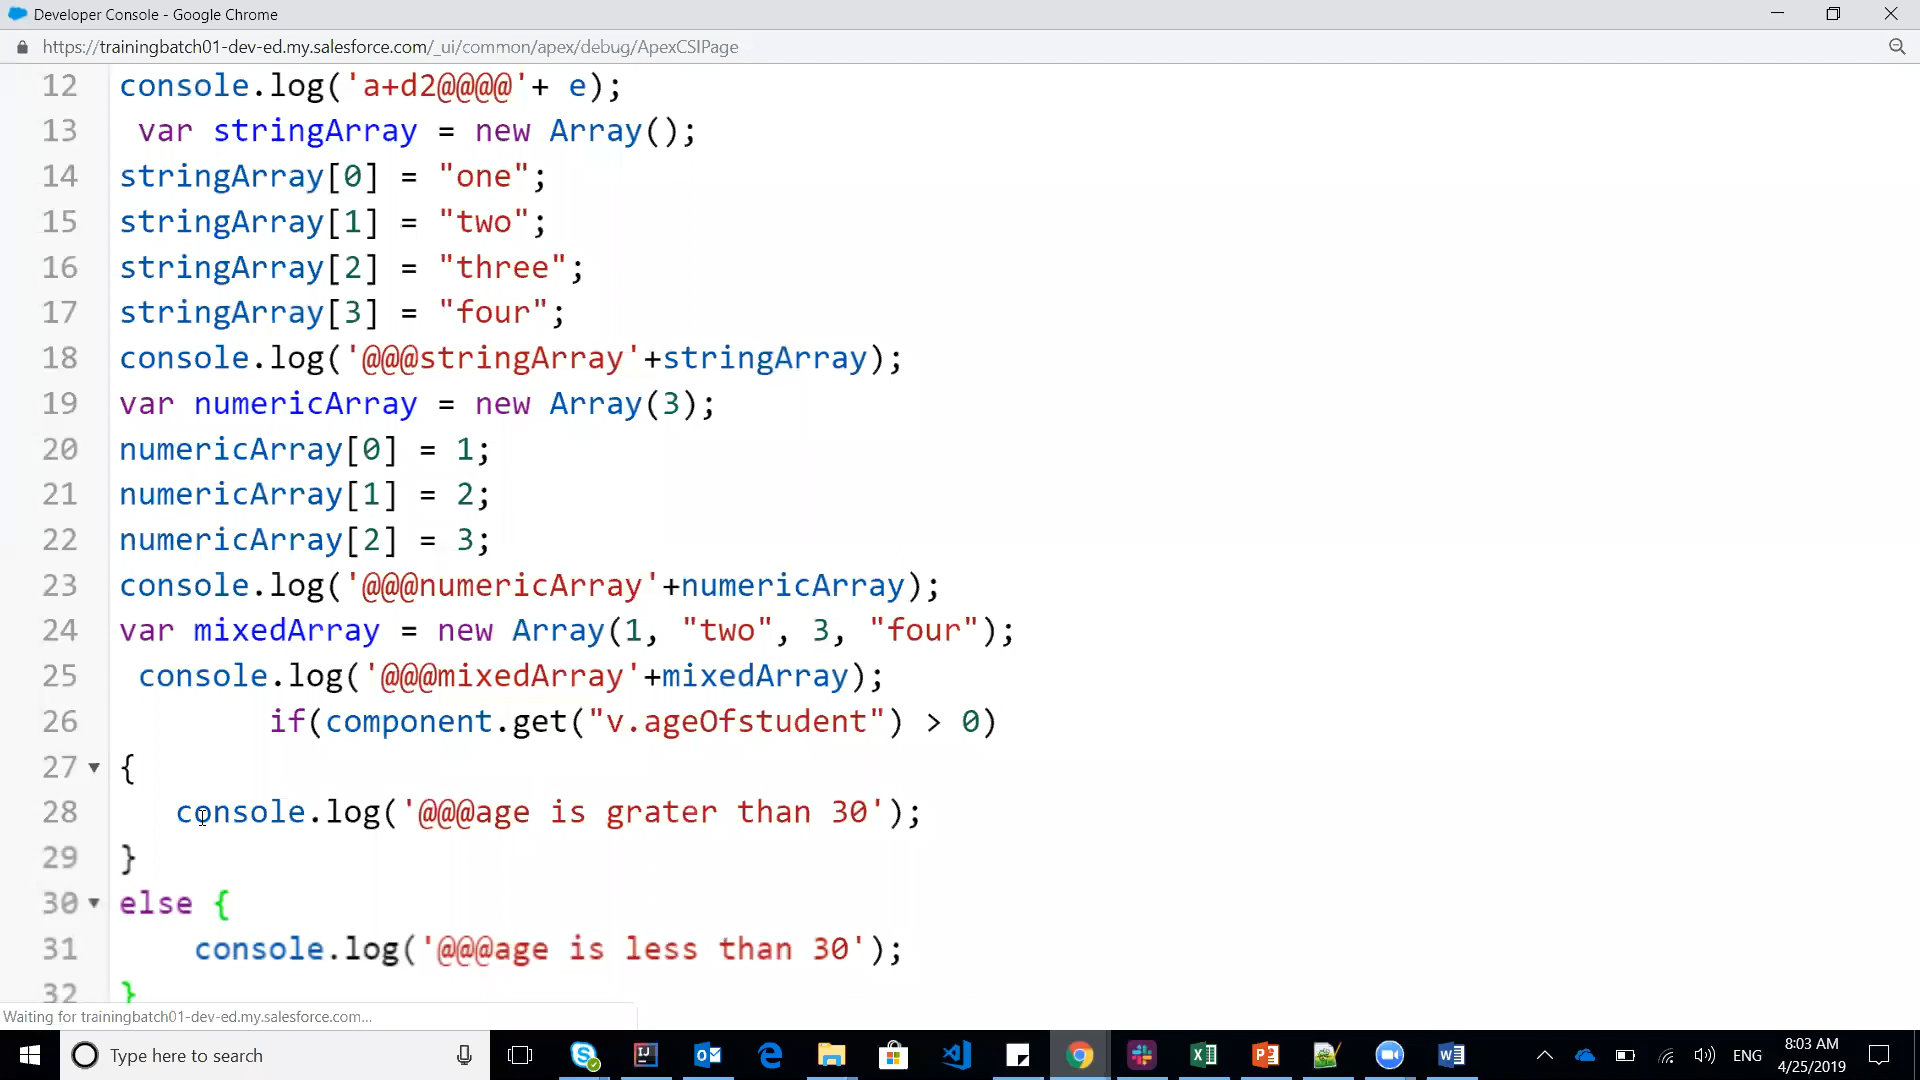 Developer Console - Google Chrome
https://trainingbatch01-dev-ed.my.salesforce.com/_ui/common/apex/debug/ApexCSIPage
12 console.log('a+d2@@@@'+ e);
13 var stringArray = new Array();
14 stringArray[0] = "one";
15 stringArray[1] = "two";
16 stringArray[2] = "three";
17 stringArray[3] = "four";
18 console.log('@@@stringArray'+stringArray);
19 var numericArray = new Array(3);
20 numericArray[0] = 1;
21 numericArray[1] = 2;
22 numericArray[2] = 3;
23 console.log('@@@numericArray'+numericArray);
24 var mixedArray = new Array(1, "two", 3, "four");
25 console.log('@@@mixedArray'+mixedArray);
26 if(component.get("v.ageOfstudent") > 0)
27 {
28 console.log('@@@age is grater than 30');
29 }
30 else {
31 console.log('@@@age is less than 30');
32 }
Waiting for trainingbatch01-dev-ed.my.salesforce.com...
Type here to search
ENG
8:03 AM
4/25/2019